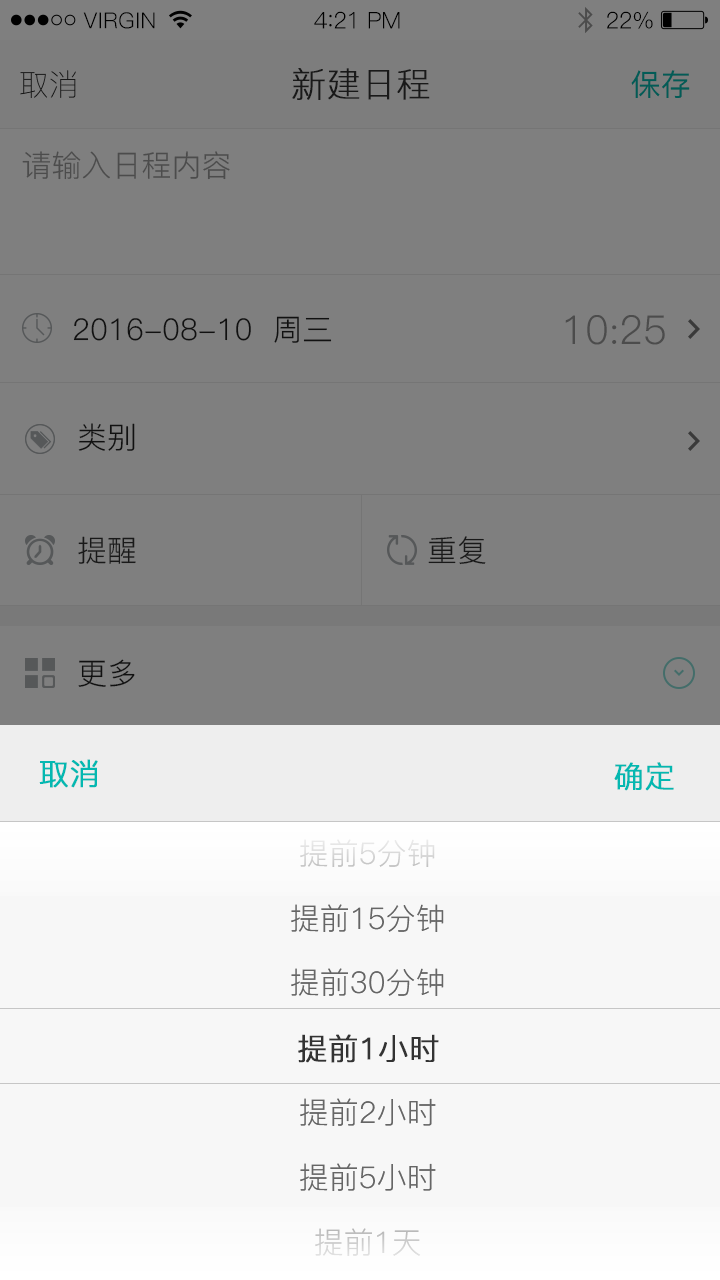 VIRGIN 4:21 PM 22%
取消 新建日程 保存
请输入日程内容
2016-08-10 周三 10:25
类别
提醒 重复
更多
取消 确定
提前5分钟
提前15分钟
提前30分钟
提前1小时
提前2小时
提前5小时
提前1天